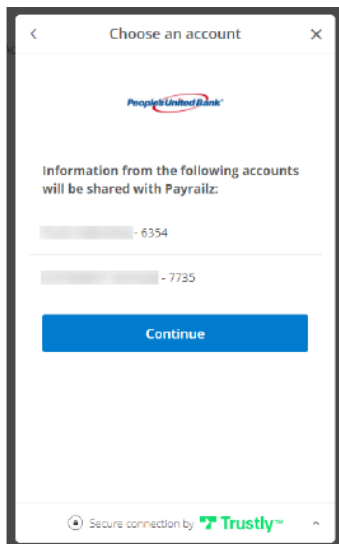 Choose an account
People's United Bank
Information from the following accounts
will be shared with Payrailz:
- 6354
- 7735
Continue
Secure connection by Trustly™